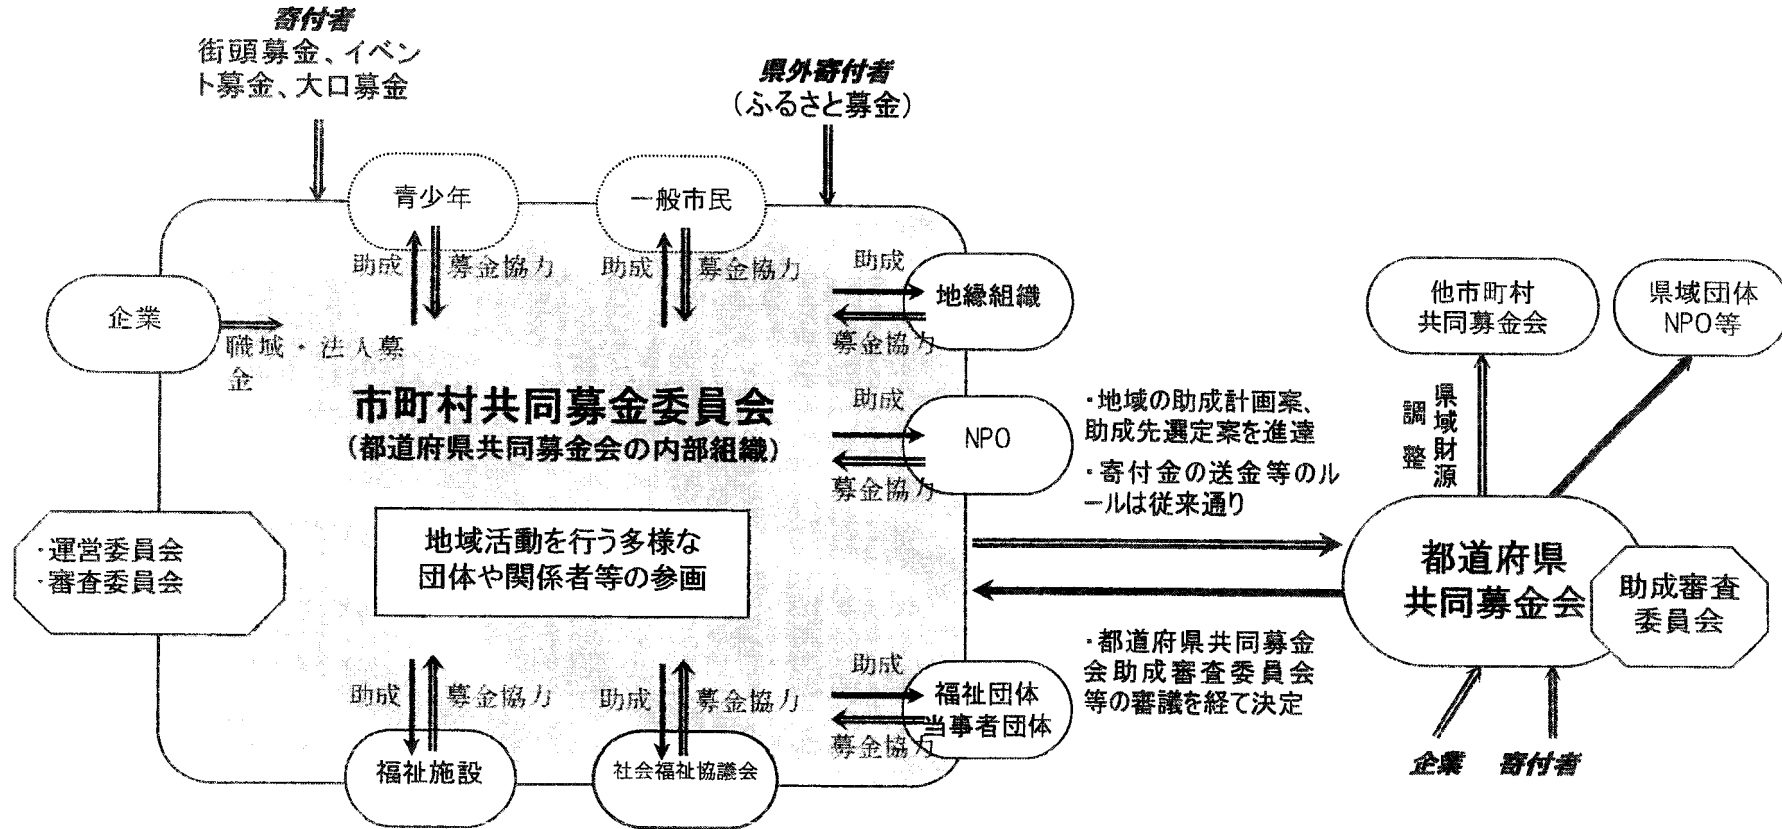 寄付者
街頭募金、イベン
ト募金、大口募金
県外寄付者
(ふるさと募金)
青少年
一般市民
助成
募金協力
助成
募金協力
助成
地縁組織
募金協力
企業
職域・法人募
金
市町村共同募金委員会
(都道府県共同募金会の内部組織)
助成
NPO
募金協力
・運営委員会
・審査委員会
地域活動を行う多様な
団体や関係者等の参画
助成
募金協力
助成
募金協力
助成
福祉団体
当事者団体
募金協力
福祉施設
社会福祉協議会
・地域の助成計画案、
助成先選定案を進達
・寄付金の送金等のル
ールは従来通り
・都道府県共同募金
会助成審査委員会
等の審議を経て決定
他市町村
共同募金会
県域団体
NPO等
県域財源
調整
都道府県
共同募金会
助成審査
委員会
企業
寄付者